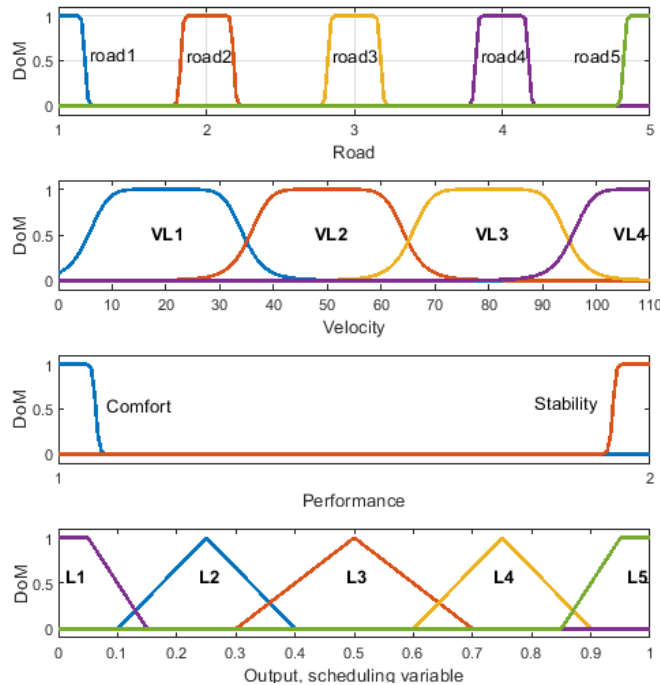 1
DoM
0.5
0
road1
road2
road3
road4
road5
1 2 3 4 5
Road
1
DoM
0.5
0
VL1
VL2
VL3
VL4
0 10 20 30 40 50 60 70 80 90 100 110
Velocity
1
DoM
0.5
0
Comfort
Stability
1 2
Performance
1
DoM
0.5
0
L1
L2
L3
L4
L5
0 0.1 0.2 0.3 0.4 0.5 0.6 0.7 0.8 0.9 1
Output, scheduling variable